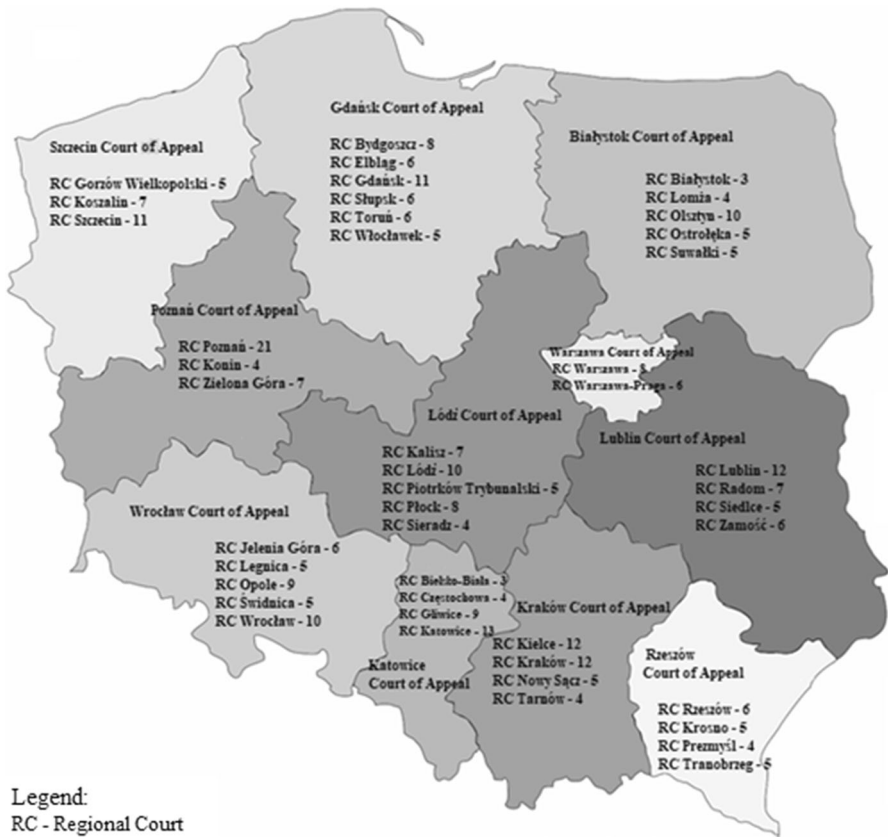 Szczecin Court of Appeal
RC Gorzów Wielkopolski - 5
RC Koszalin - 7
RC Szczecin - 11
Gdańsk Court of Appeal
RC Bydgoszcz - 8
RC Elbląg - 6
RC Gdańsk - 11
RC Słupsk - 6
RC Toruń - 6
RC Włocławek - 5
Białystok Court of Appeal
RC Białystok - 3
RC Lomża - 4
RC Olsztyn - 10
RC Ostrołęka - 5
RC Suwałki - 5
Poznań Court of Appeal
RC Poznań - 21
RC Konin - 4
RC Zielona Góra - 7
Warszawa Court of Appeal
RC Warszawa - 8
RC Warszawa-Praga - 6
Lódź Court of Appeal
RC Kalisz - 7
RC Lódź - 10
RC Piotrków Trybunalski - 5
RC Płock - 8
RC Sieradz - 4
Lublin Court of Appeal
RC Lublin - 12
RC Radom - 7
RC Siedlce - 5
RC Zamość - 6
Wrocław Court of Appeal
RC Jelenia Góra - 6
RC Legnica - 5
RC Opole - 9
RC Świdnica - 5
RC Wrocław - 10
RC Bielsko-Biała - 3
RC Częstochowa - 4
RC Gliwice - 9
RC Katowice - 13
Katowice
Court of Appeal
Kraków Court of Appeal
RC Kielce - 12
RC Kraków - 12
RC Nowy Sącz - 5
RC Tarnów - 4
Rzeszów
Court of Appeal
RC Rzeszów - 6
RC Krosno - 5
RC Przmyśl - 4
RC Tranobrzeg - 5
Legend:
RC - Regional Court